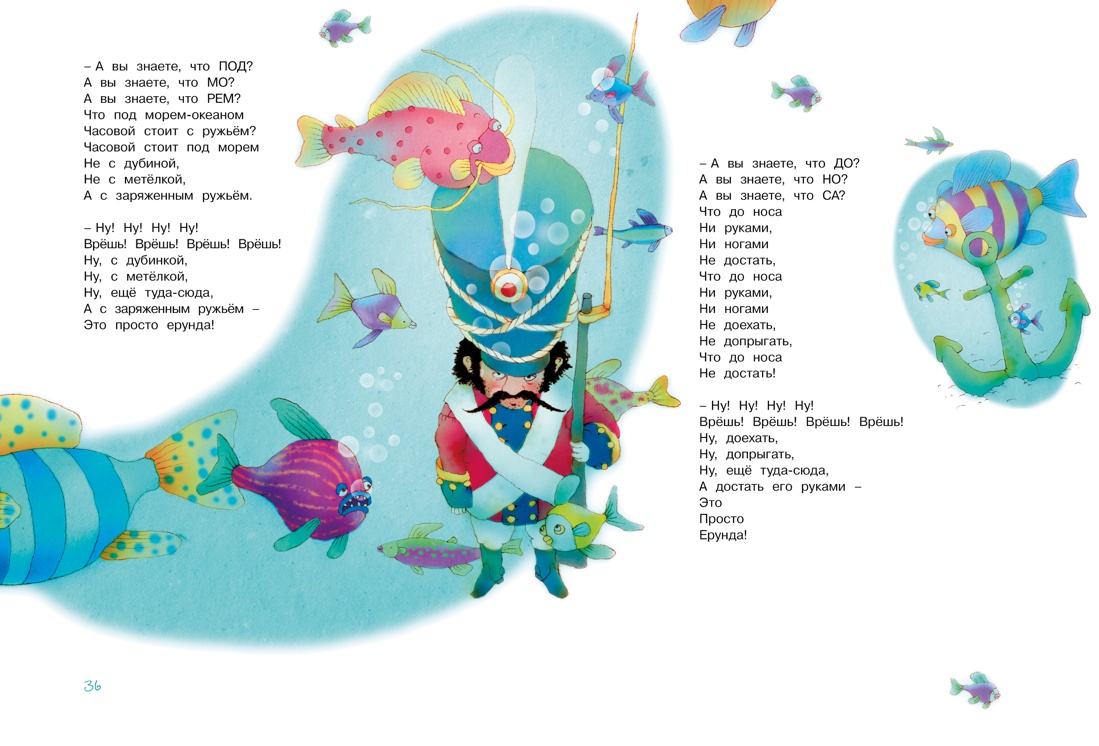 – А вы знаете, что ПОД?
А вы знаете, что МО?
А вы знаете, что РЕМ?
Что под морем-океаном
Часовой стоит с ружьём?
Часовой стоит под морем
Не с дубиной,
Не с метёлкой,
А с заряженным ружьём.

– Ну! Ну! Ну! Ну!
Врёшь! Врёшь! Врёшь! Врёшь!
Ну, с дубинкой,
Ну, с метёлкой,
Ну, ещё туда-сюда,
А с заряженным ружьём –
Это просто ерунда!

36

– А вы знаете, что ДО?
А вы знаете, что НО?
А вы знаете, что СА?
Что до носа
Ни руками,
Ни ногами
Не достать,
Что до носа
Ни руками,
Ни ногами
Не доехать,
Не допрыгать,
Что до носа
Не достать!

– Ну! Ну! Ну! Ну!
Врёшь! Врёшь! Врёшь! Врёшь!
Ну, доехать,
Ну, допрыгать,
Ну, ещё туда-сюда,
А достать его руками –
Это
Просто
Ерунда!